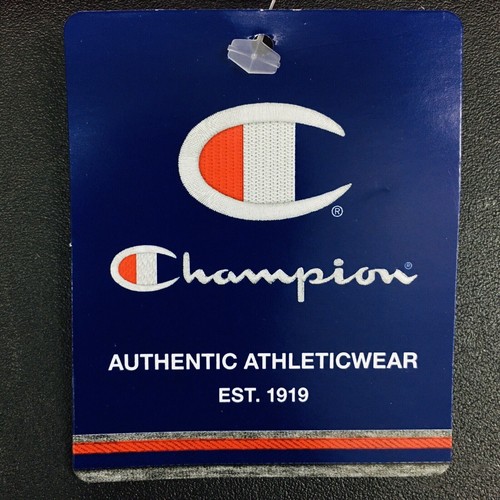 C®
Champion®
AUTHENTIC ATHLETICWEAR
EST. 1919